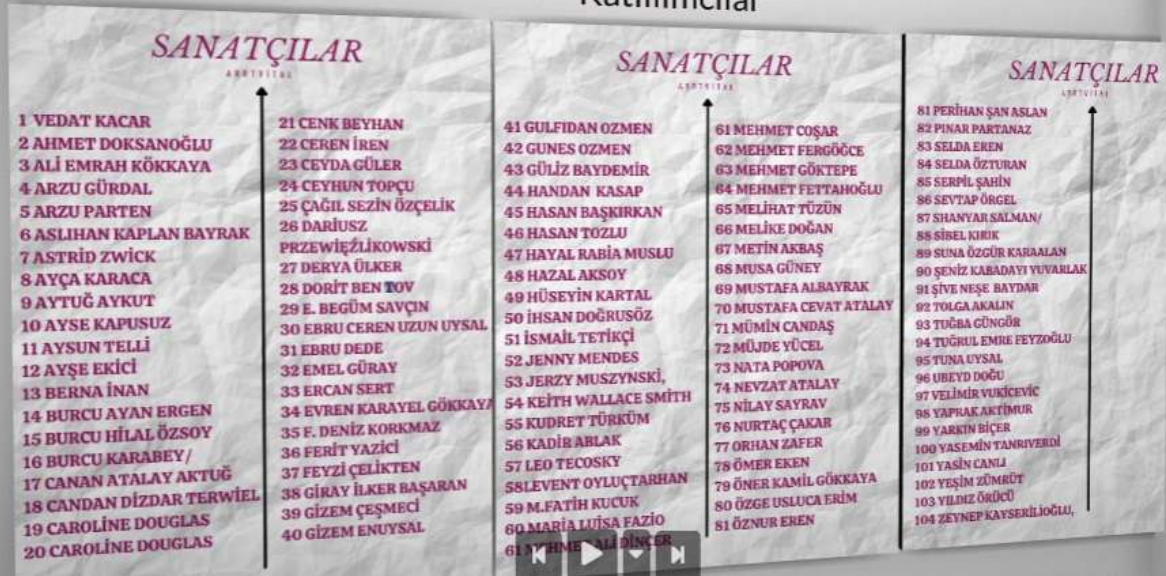 Katılımcılar
SANATÇILAR
1 VEDAT KACAR
2 AHMET DOKSANOĞLU
3 ALİ EMRAH KÖKKAYA
4 ARZU GÜRDAL
5 ARZU PARTEN
6 ASLIHAN KAPLAN BAYRAK
7 ASTRİD ZWİCK
8 AYÇA KARACA
9 AYTUĞ AYKUT
10 AYSE KAPUSUZ
11 AYSUN TELLİ
12 AYŞE EKİCİ
13 BERNA İNAN
14 BURCU AYAN ERGEN
15 BURCU HİLAL ÖZSOY
16 BURCU KARABEY/
17 CANAN ATALAY AKTUĞ
18 CANDAN DİZDAR TERWİEL
19 CAROLİNE DOUGLAS
20 CAROLİNE DOUGLAS
21 CENK BEYHAN
22 CEREN İREN
23 CEYDA GÜLER
24 CEYHUN TOPÇU
25 ÇAĞIL SEZİN ÖZÇELİK
26 DARİUSZ
PRZEWIĘŹLIKOWSKİ
27 DERYA ÜLKER
28 DORİT BEN TOV
29 E. BEGÜM SAVÇIN
30 EBRU CEREN UZUN UYSAL
31 EBRU DEDE
32 EMEL GÜRAY
33 ERCAN SERT
34 EVREN KARAYEL GÖKKAYA
35 F. DENİZ KORKMAZ
36 FERİT YAZİCİ
37 FEYZİ ÇELİKTEN
38 GİRAY İLKER BAŞARAN
39 GİZEM ÇEŞMECİ
40 GİZEM ENUYSAL
SANATÇILAR
41 GULFIDAN OZMEN
42 GUNES OZMEN
43 GÜLİZ BAYDEMİR
44 HANDAN KASAP
45 HASAN BAŞKIRKAN
46 HASAN TOZLU
47 HAYAL RABİA MUSLU
48 HAZAL AKSOY
49 HÜSEYİN KARTAL
50 İHSAN DOĞRUSÖZ
51 İSMAİL TETİKÇİ
52 JENNY MENDES
53 JERZY MUSZYNSKİ,
54 KEİTH WALLACE SMİTH
55 KUDRET TÜRKÜM
56 KADİR ABLAK
57 LEO TECOSKY
58LEVENT OYLUÇTARHAN
59 M.FATİH KUCUK
60 MARİA LUİSA FAZİO
61 MEHMET ALİ DİNÇER
61 MEHMET COŞAR
62 MEHMET FERGÖĞCE
63 MEHMET GÖKTEPE
64 MEHMET FETTAHOĞLU
65 MELİHAT TÜZÜN
66 MELİKE DOĞAN
67 METİN AKBAŞ
68 MUSA GÜNEY
69 MUSTAFA ALBAYRAK
70 MUSTAFA CEVAT ATALAY
71 MÜMİN CANDAŞ
72 MÜJDE YÜCEL
73 NATA POPOVA
74 NEVZAT ATALAY
75 NİLAY SAYRAV
76 NURTAÇ ÇAKAR
77 ORHAN ZAFER
78 ÖMER EKEN
79 ÖNER KAMİL GÖKKAYA
80 ÖZGE USLUCA ERİM
81 ÖZNUR EREN
SANATÇILAR
81 PERİHAN ŞAN ASLAN
82 PINAR PARTANAZ
83 SELDA EREN
84 SELDA ÖZTURAN
85 SERPİL ŞAHİN
86 SEVTAP ÖRGEL
87 SHANYAR SALMAN/
88 SİBEL KIRIK
89 SUNA ÖZGÜR KARAALAN
90 ŞENİZ KABADAYI YUVARLAK
91 ŞİVE NEŞE BAYDAR
92 TOLGA AKALIN
93 TUĞBA GÜNGÖR
94 TUĞRUL EMRE FEYZOĞLU
95 TUNA UYSAL
96 UBEYD DOĞU
97 VELİMİR VUKİCEVİC
98 YAPRAK AKTİMUR
99 YARKIN BİÇER
100 YASEMİN TANRIVERDİ
101 YASİN CANLI
102 YEŞİM ZÜMRÜT
103 YILDIZ ÖRÜCÜ
104 ZEYNEP KAYSERİLİOĞLU,